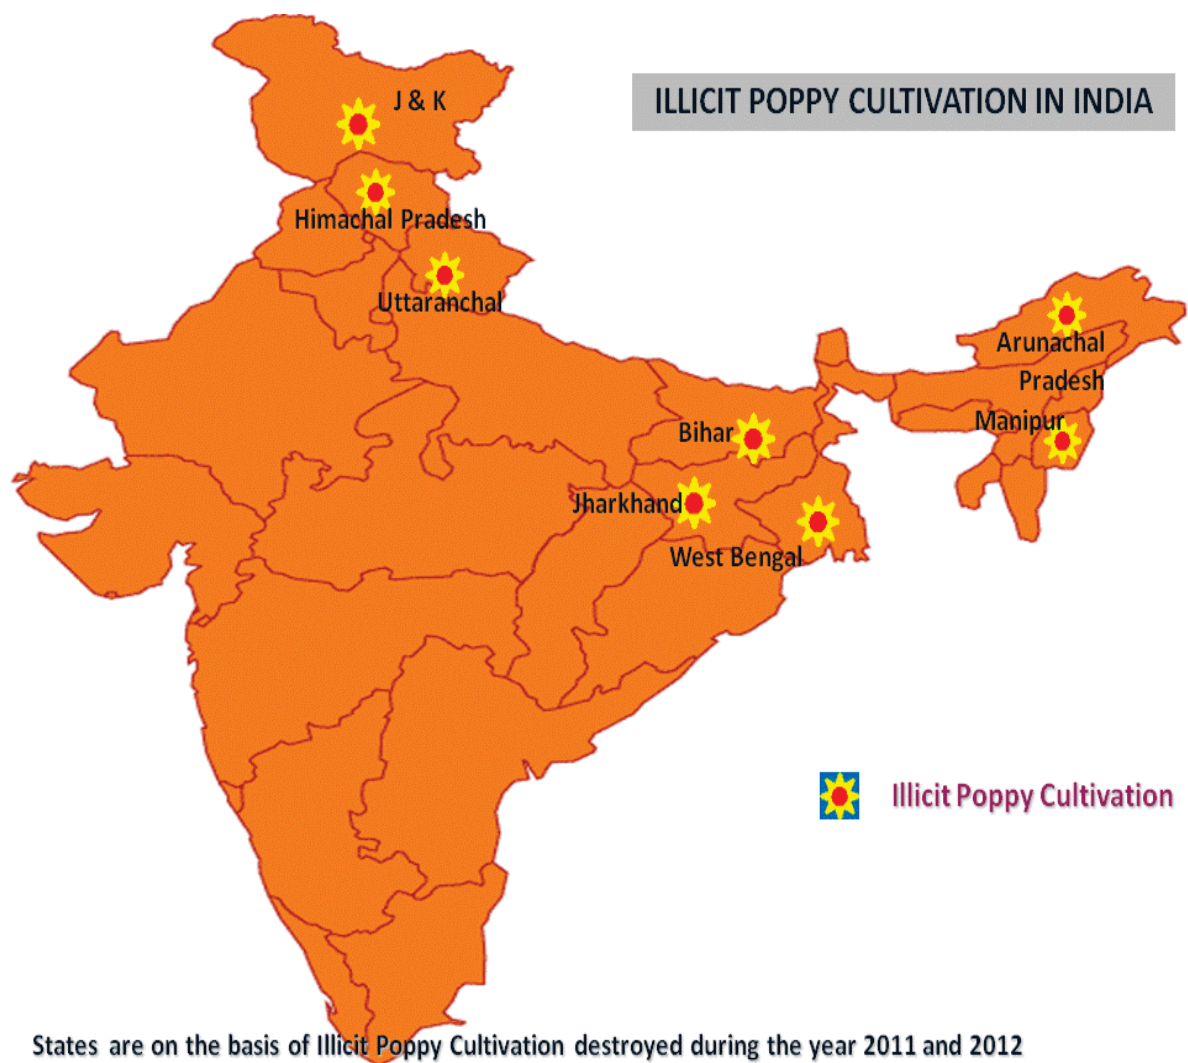 ILLICIT POPPY CULTIVATION IN INDIA
J & K
Himachal Pradesh
Uttaranchal
Arunachal
Pradesh
Manipur
Bihar
Jharkhand
West Bengal
Illicit Poppy Cultivation
States are on the basis of Illicit Poppy Cultivation destroyed during the year 2011 and 2012